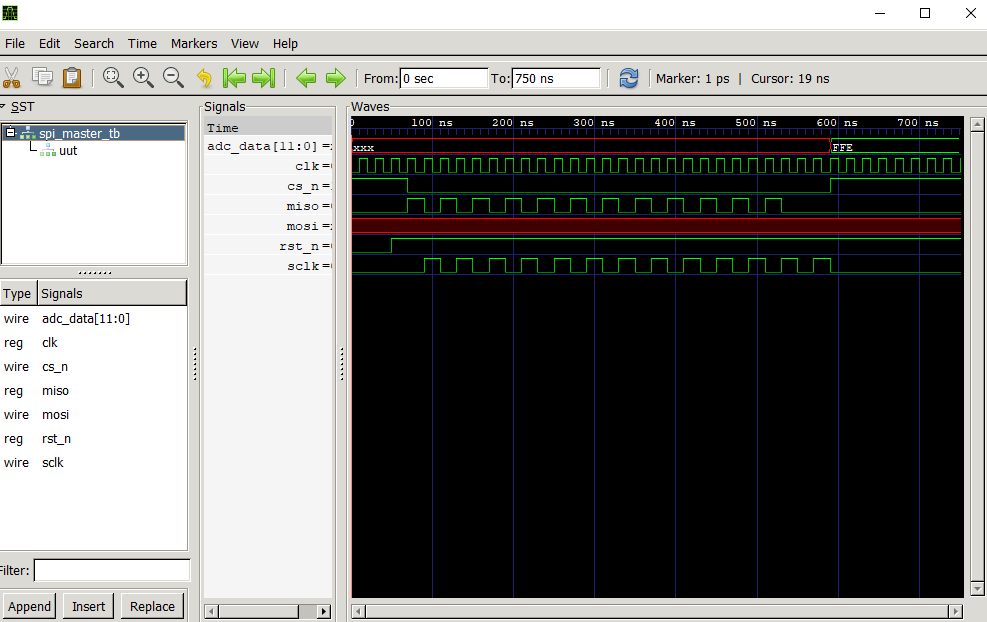 File Edit Search Time Markers View Help
From: 0 sec To: 750 ns Marker: 1 ps | Cursor: 19 ns
SST
spi_master_tb
uut
Type Signals
wire adc_data[11:0]
reg clk
wire cs_n
reg miso
wire mosi
reg rst_n
wire sclk
Filter:
Append Insert Replace
Signals
Time
adc_data[11:0] =
clk =
cs_n =
miso =
mosi =
rst_n =
sclk =
Waves
0 100 ns 200 ns 300 ns 400 ns 500 ns 600 ns 700 ns
xxx FFE